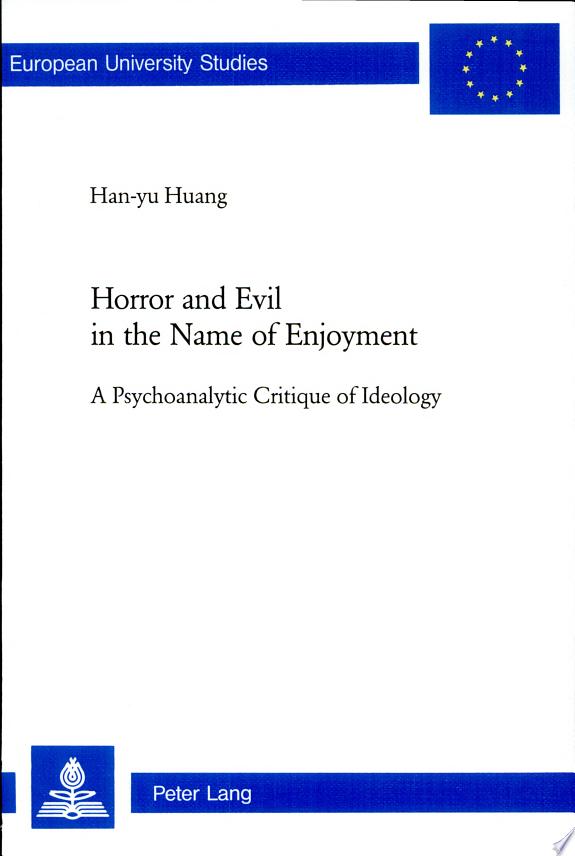 European University Studies
Han-yu Huang
Horror and Evil
in the Name of Enjoyment
A Psychoanalytic Critique of Ideology
Peter Lang